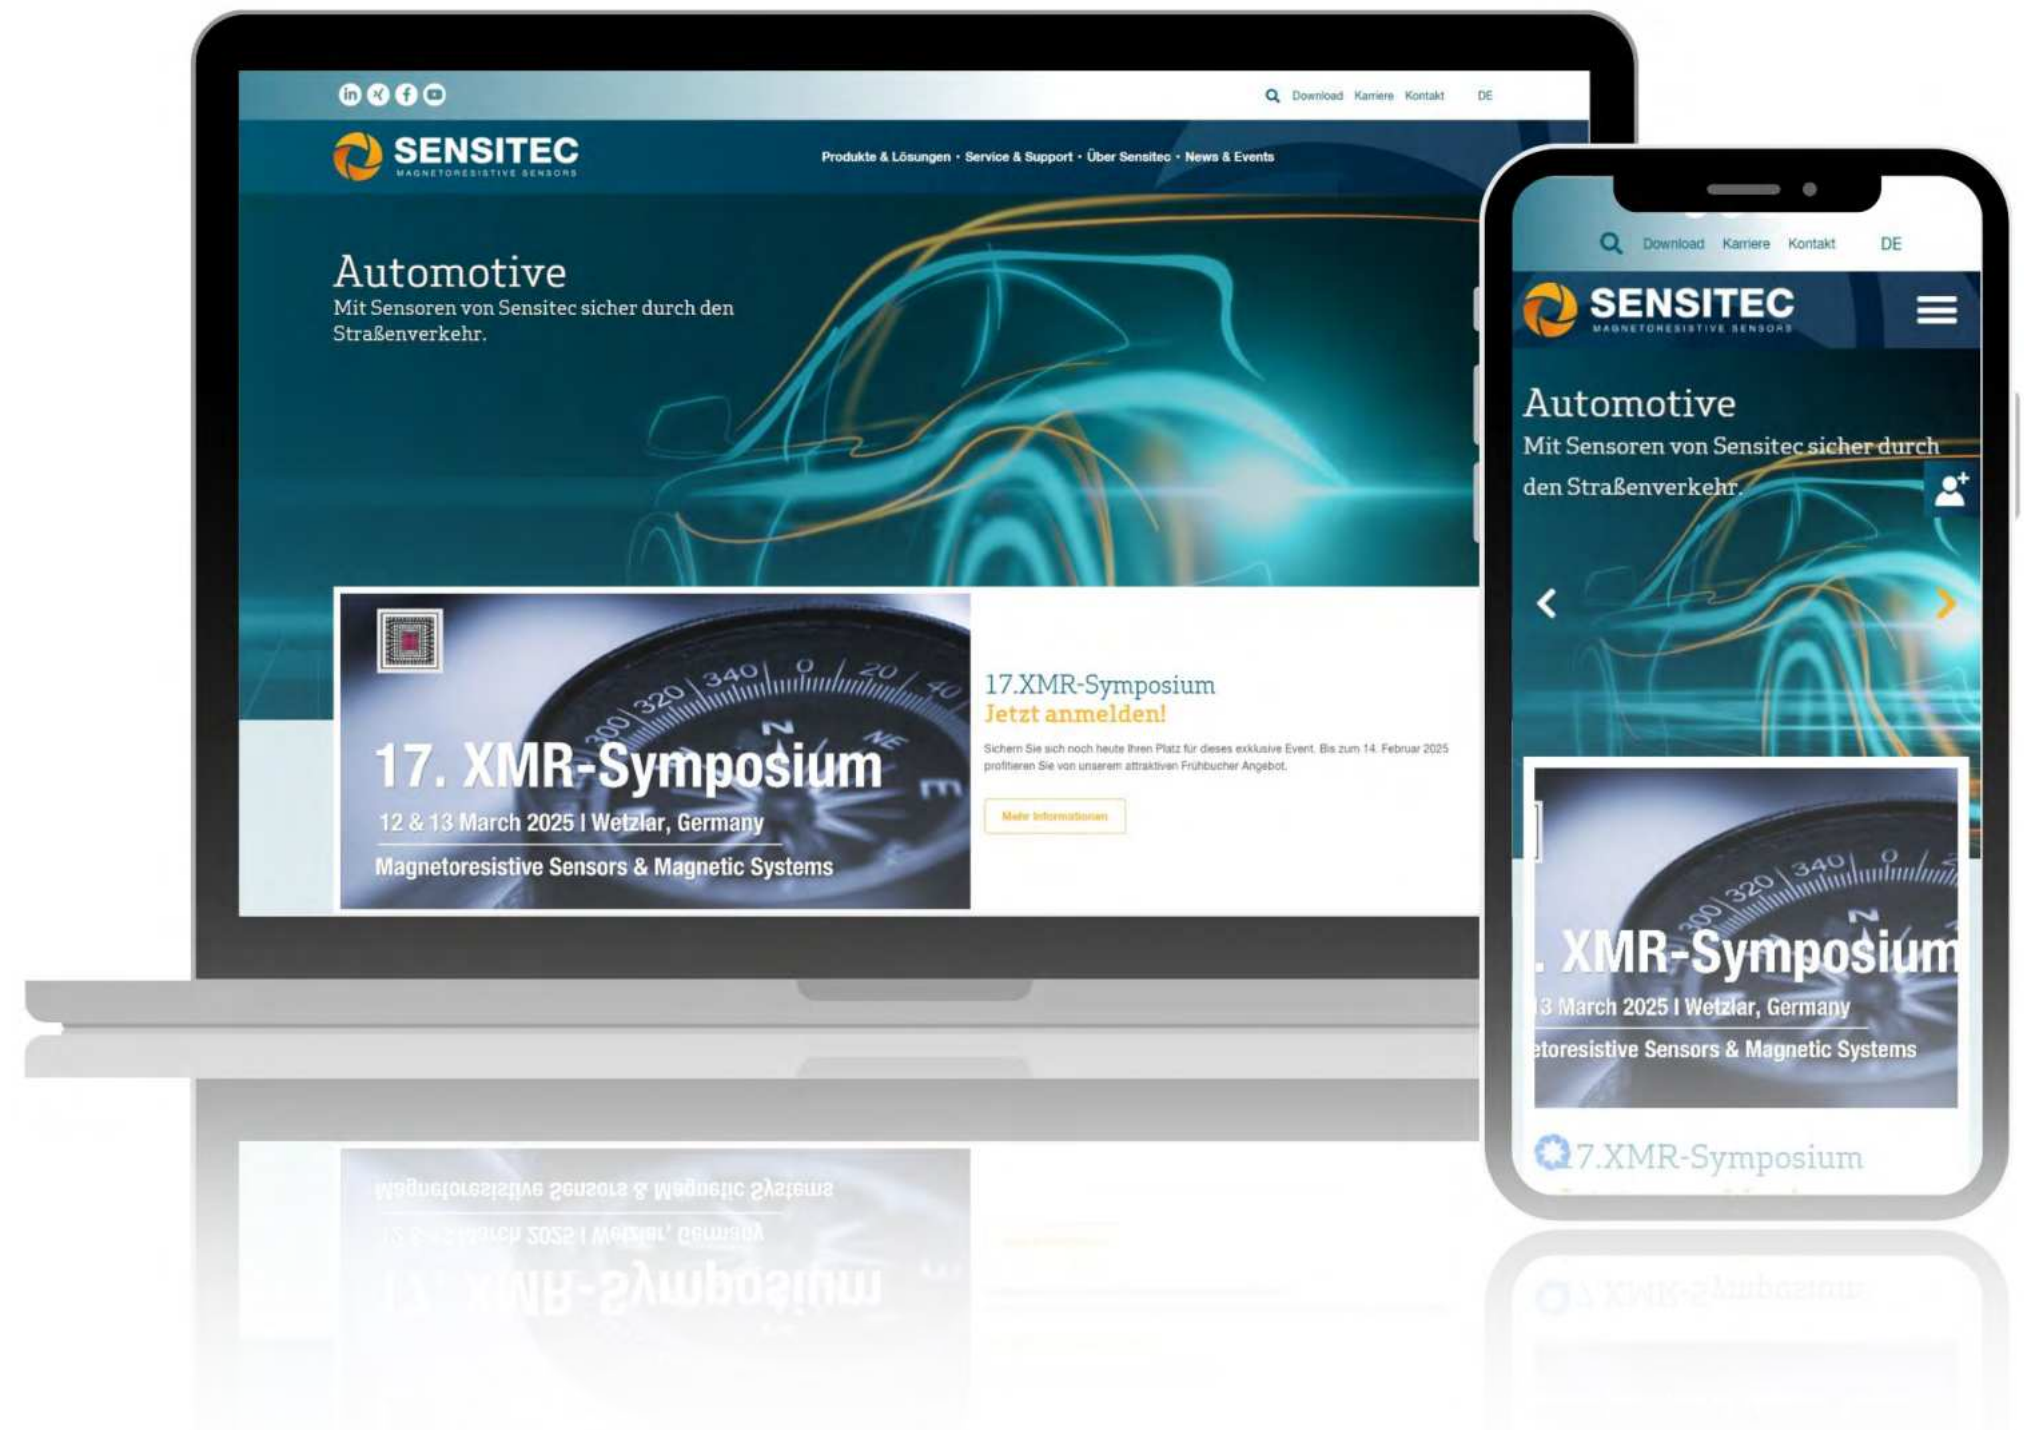 Download Karriere Kontakt DE
SENSITEC
MAGNETORESISTIVE SENSORS
Produkte & Lösungen • Service & Support • Über Sensitec • News & Events
Automotive
Mit Sensoren von Sensitec sicher durch den
Straßenverkehr.
300 320 340 0 20 40
N NE E
17. XMR-Symposium
12 & 13 March 2025 | Wetzlar, Germany
Magnetoresistive Sensors & Magnetic Systems
17.XMR-Symposium
Jetzt anmelden!
Sichern Sie sich noch heute Ihren Platz für dieses exklusive Event. Bis zum 14. Februar 2025
profitieren Sie von unserem attraktiven Frühbucher Angebot.
Mehr Informationen
Download Karriere Kontakt DE
SENSITEC
MAGNETORESISTIVE SENSORS
Automotive
Mit Sensoren von Sensitec sicher durch
den Straßenverkehr.
300 320 340 0
N
. XMR-Symposium
13 March 2025 | Wetzlar, Germany
etoresistive Sensors & Magnetic Systems
7.XMR-Symposium